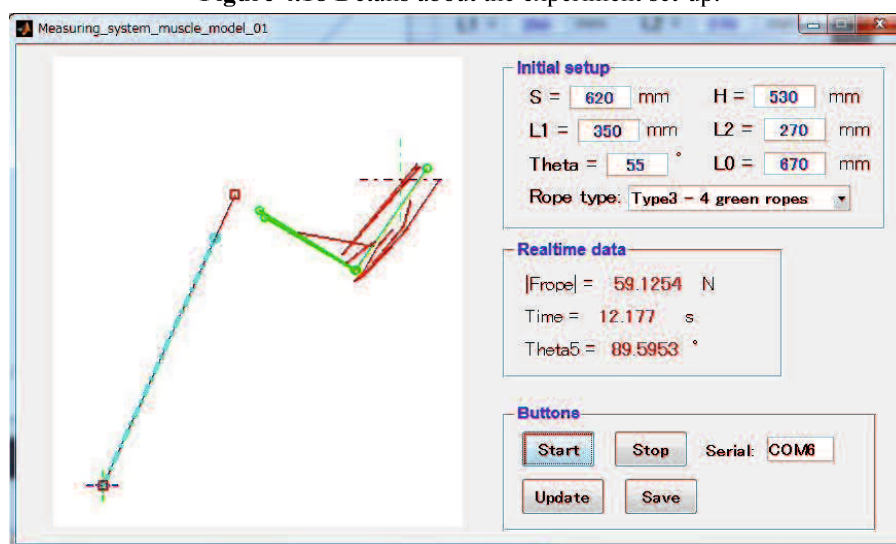 Measuring_system_muscle_model_01
Initial setup
S = 620 mm H = 530 mm
L1 = 350 mm L2 = 270 mm
Theta = 55 ° L0 = 670 mm
Rope type: Type3 - 4 green ropes
Realtime data
|Frope| = 59.1254 N
Time = 12.177 s
Theta5 = 89.5953 °
Buttons
Start Stop Serial: COM6
Update Save